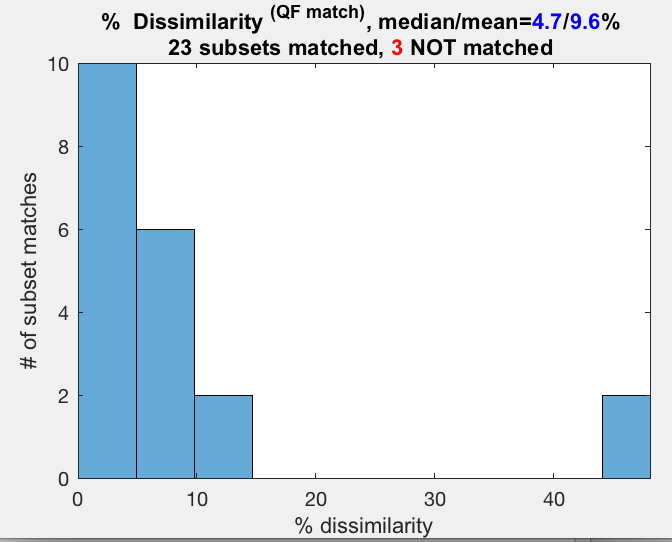 % Dissimilarity (QF match), median/mean=4.7/9.6%
23 subsets matched, 3 NOT matched
10
8
6
4
2
0
# of subset matches
0 10 20 30 40
% dissimilarity